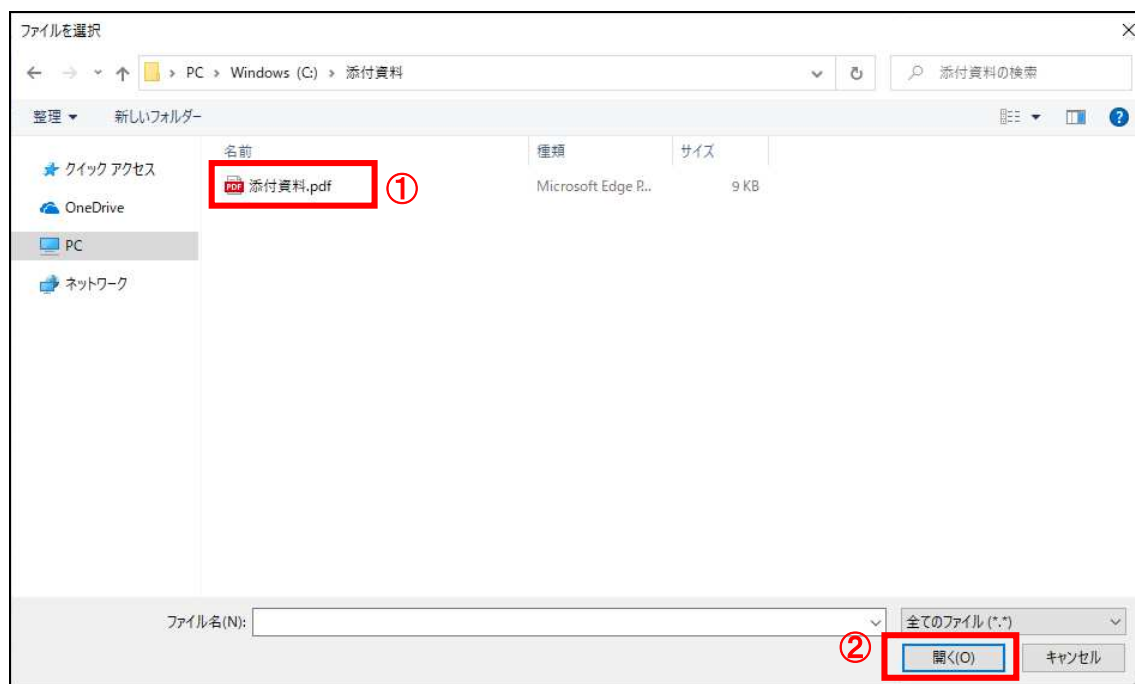 ファイルを選択
PC › Windows (C:) › 添付資料
添付資料の検索
整理 新しいフォルダー
名前 種類 サイズ
クイック アクセス
PDF 添付資料.pdf ① Microsoft Edge P... 9 KB
OneDrive
PC
ネットワーク
ファイル名(N): 全てのファイル (*.*)
② 開く(O) キャンセル